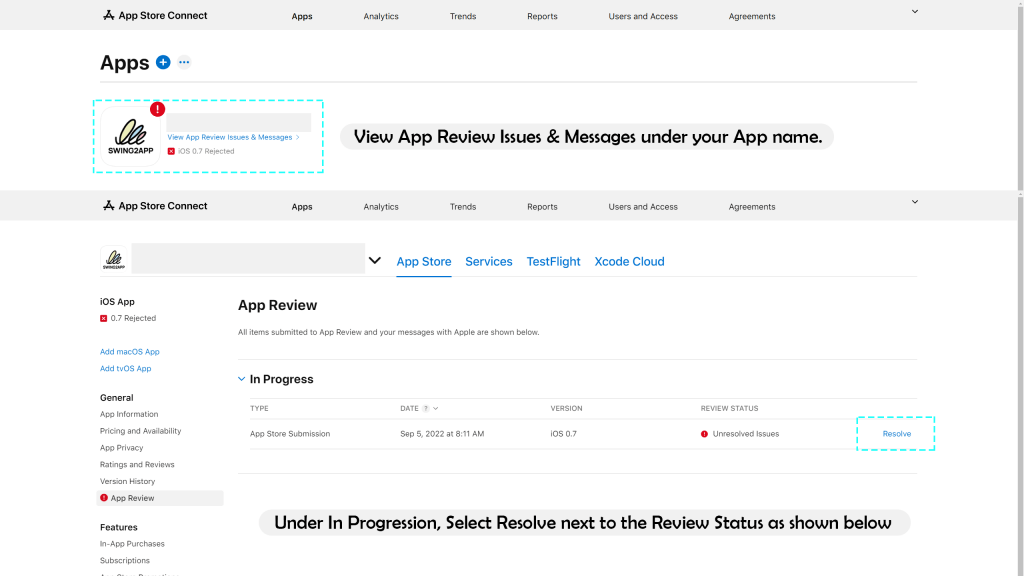 App Store Connect Apps Analytics Trends Reports Users and Access Agreements
Apps
View App Review Issues & Messages >
SWING2APP
iOS 0.7 Rejected
View App Review Issues & Messages under your App name.
App Store Connect Apps Analytics Trends Reports Users and Access Agreements
SWING2APP
App Store Services TestFlight Xcode Cloud
iOS App
0.7 Rejected
Add macOS App
Add tvOS App
General
App Information
Pricing and Availability
App Privacy
Ratings and Reviews
Version History
App Review
Features
In-App Purchases
Subscriptions
App Review
All items submitted to App Review and your messages with Apple are shown below.
In Progress
TYPE DATE ? VERSION REVIEW STATUS
App Store Submission Sep 5, 2022 at 8:11 AM iOS 0.7 Unresolved Issues Resolve
Under In Progression, Select Resolve next to the Review Status as shown below